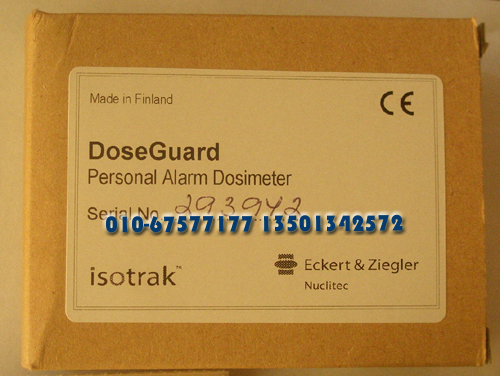 Made in Finland
CE
DoseGuard
Personal Alarm Dosimeter
Serial No 293942
010-67577177 13501342572
isotrak™
Eckert & Ziegler
Nuclitec